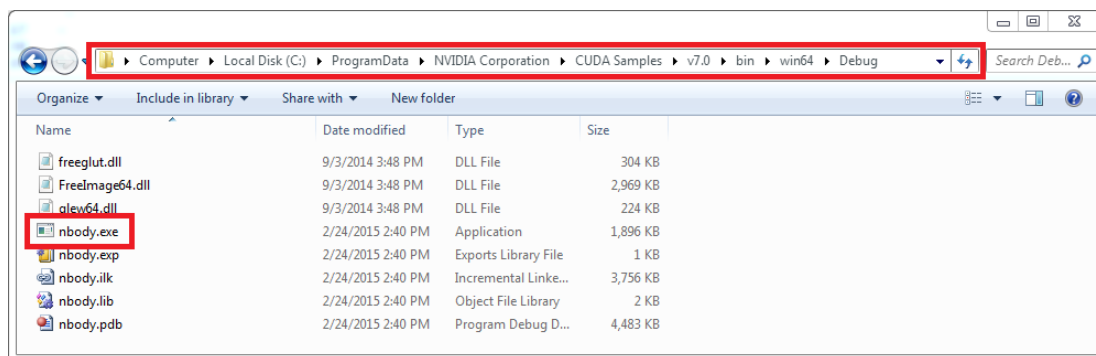 Computer Local Disk (C:) ProgramData NVIDIA Corporation CUDA Samples v7.0 bin win64 Debug Search Deb...
Organize Include in library Share with New folder
Name Date modified Type Size
freeglut.dll 9/3/2014 3:48 PM DLL File 304 KB
FreeImage64.dll 9/3/2014 3:48 PM DLL File 2,969 KB
glew64.dll 9/3/2014 3:48 PM DLL File 224 KB
nbody.exe 2/24/2015 2:40 PM Application 1,896 KB
nbody.exp 2/24/2015 2:40 PM Exports Library File 1 KB
nbody.ilk 2/24/2015 2:40 PM Incremental Linke... 3,756 KB
nbody.lib 2/24/2015 2:40 PM Object File Library 2 KB
nbody.pdb 2/24/2015 2:40 PM Program Debug D... 4,483 KB